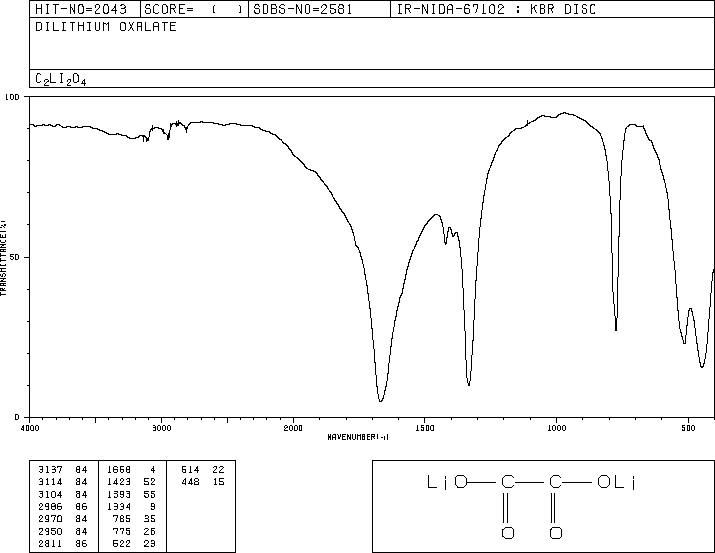 HIT-NO=2043 SCORE= ( ) SDBS-NO=2581 IR-NIDA-67102 : KBR DISC
DILITHIUM OXALATE
C2LI2O4
100
50
0
TRANSMITTANCE(%)
4000 3000 2000 1500 1000 500
WAVENUMBER(-1)
3137 84 1668 4 514 22
3114 84 1423 52 448 15
3104 84 1393 55
2986 86 1334 9
2970 84 785 35
2950 84 775 26
2811 86 522 23
LiO C C OLi
O O